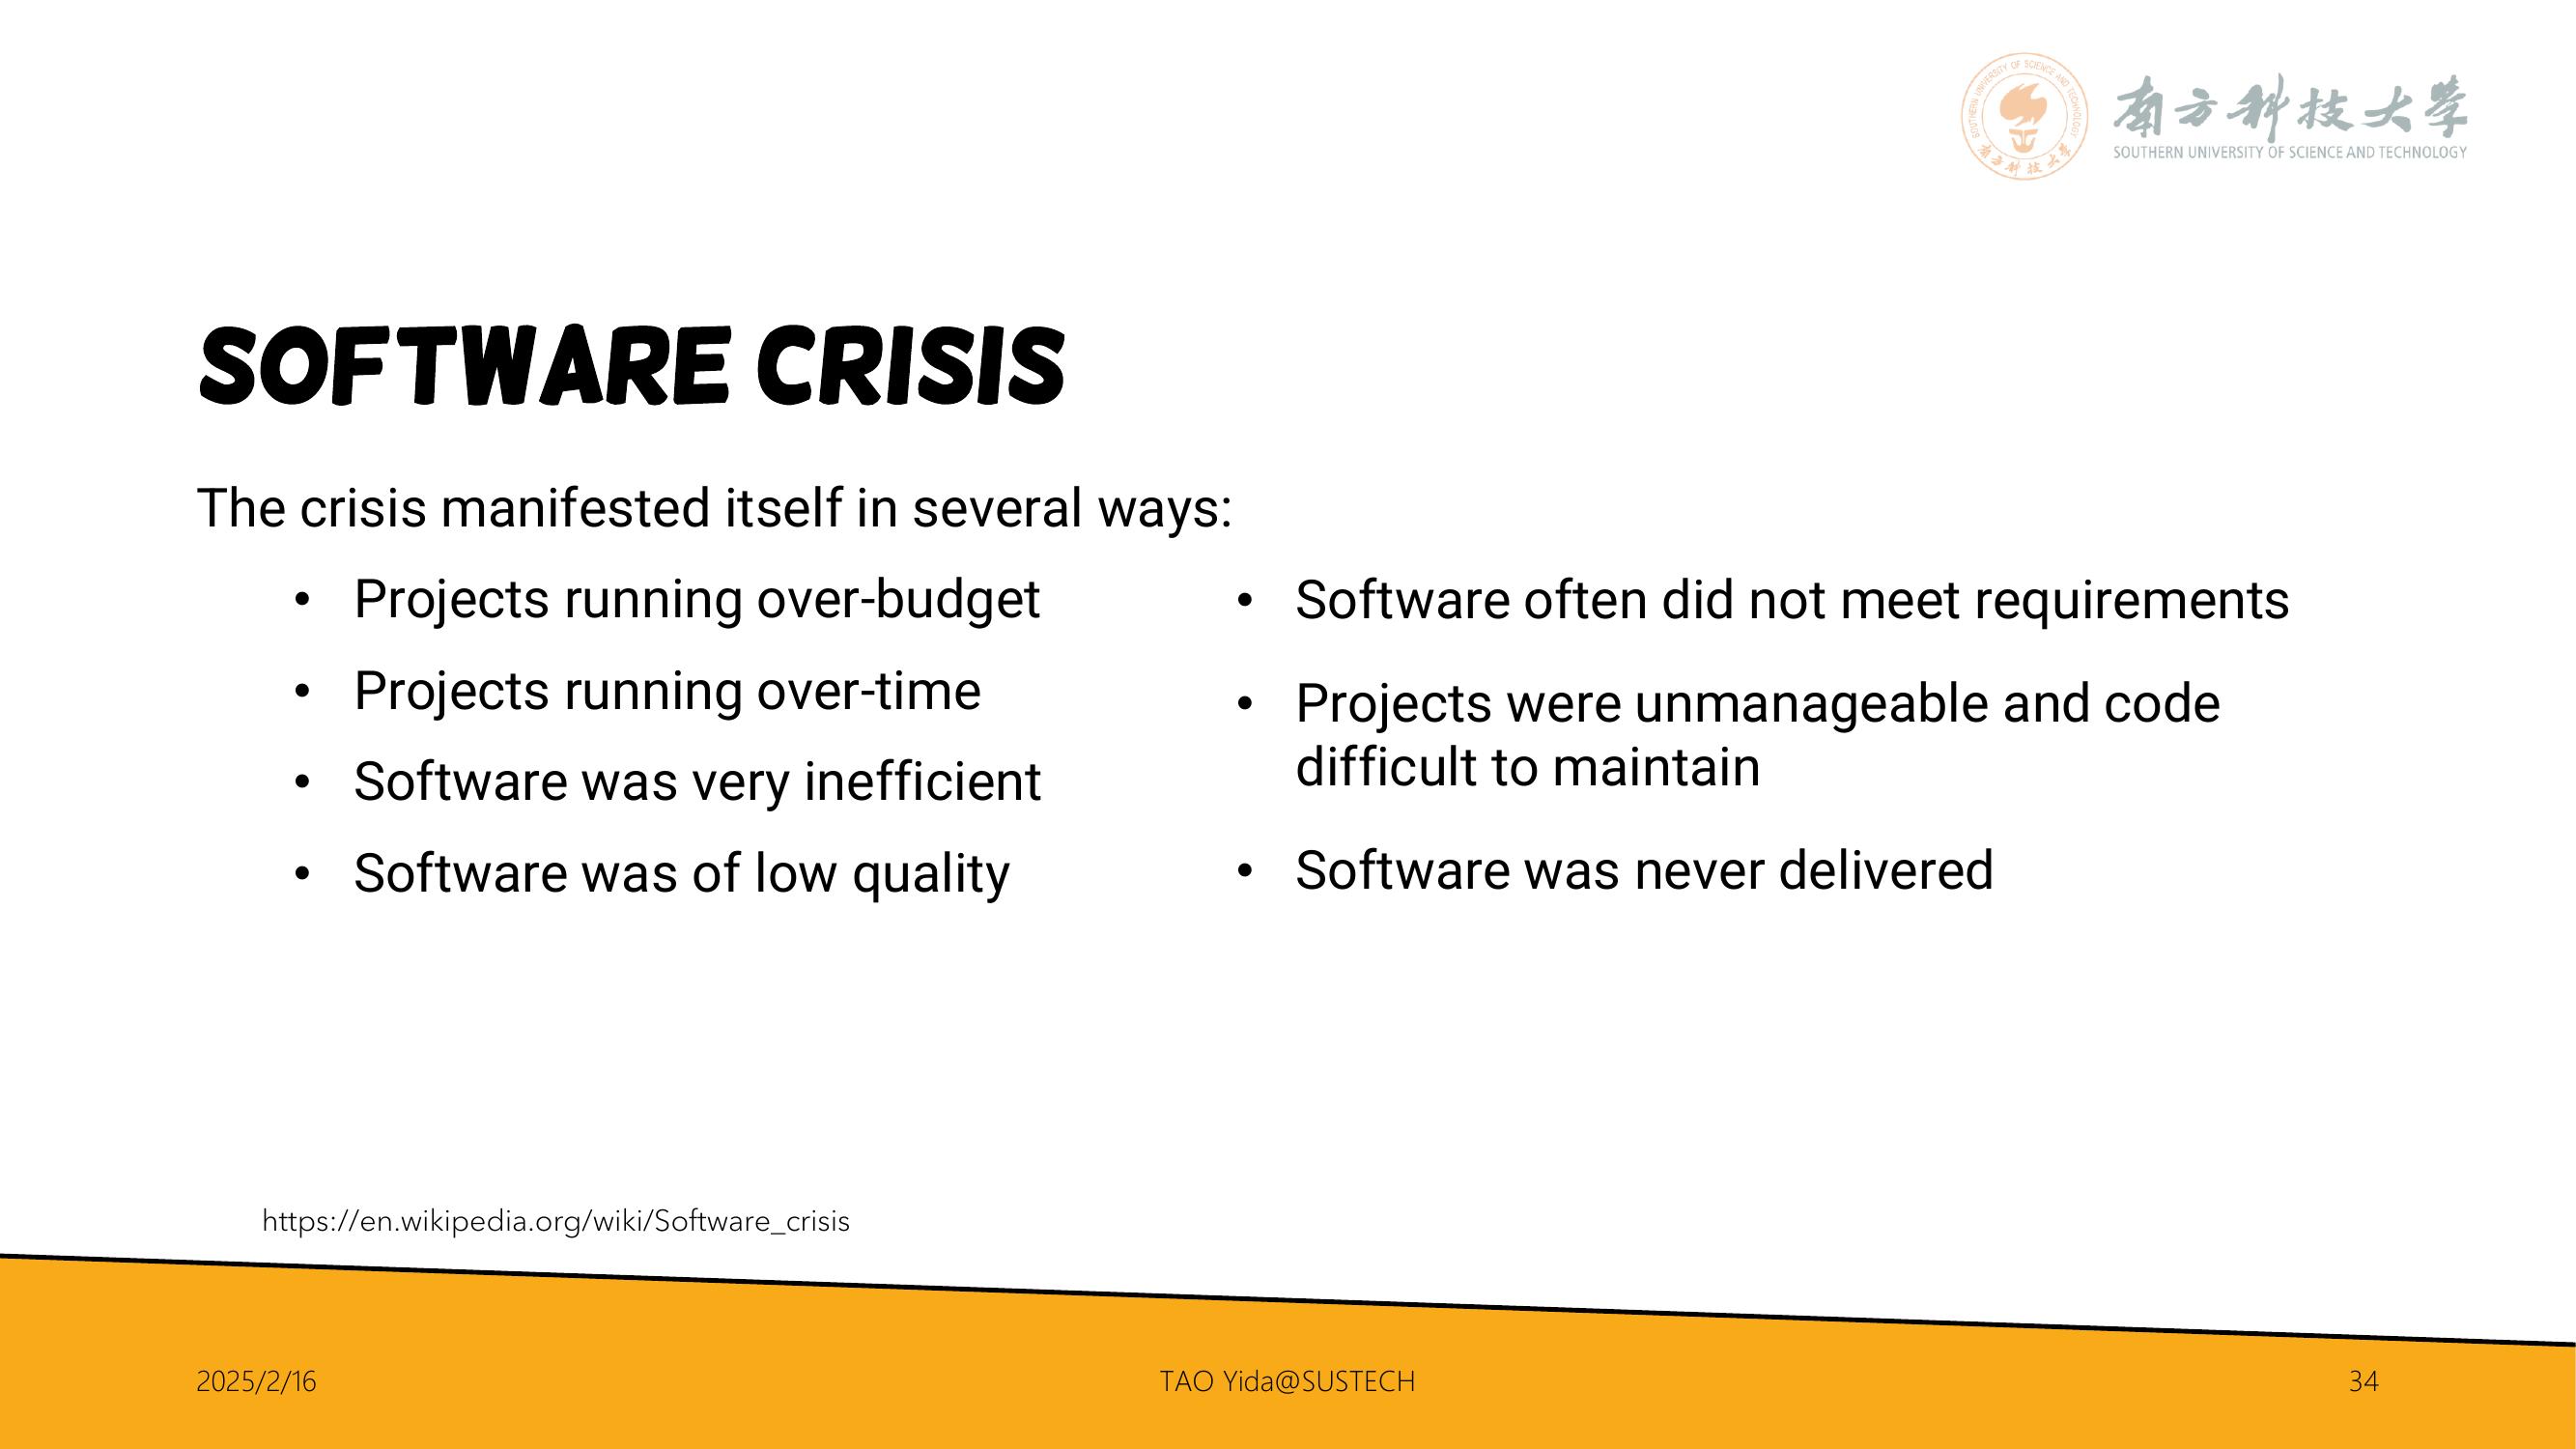 SOUTHERN UNIVERSITY OF SCIENCE AND TECHNOLOGY
南方科技大学
南方科技大學
SOUTHERN UNIVERSITY OF SCIENCE AND TECHNOLOGY
SOFTWARE CRISIS
The crisis manifested itself in several ways:
• Projects running over-budget
• Projects running over-time
• Software was very inefficient
• Software was of low quality
• Software often did not meet requirements
• Projects were unmanageable and code
difficult to maintain
• Software was never delivered
https://en.wikipedia.org/wiki/Software_crisis
2025/2/16
TAO Yida@SUSTECH
34